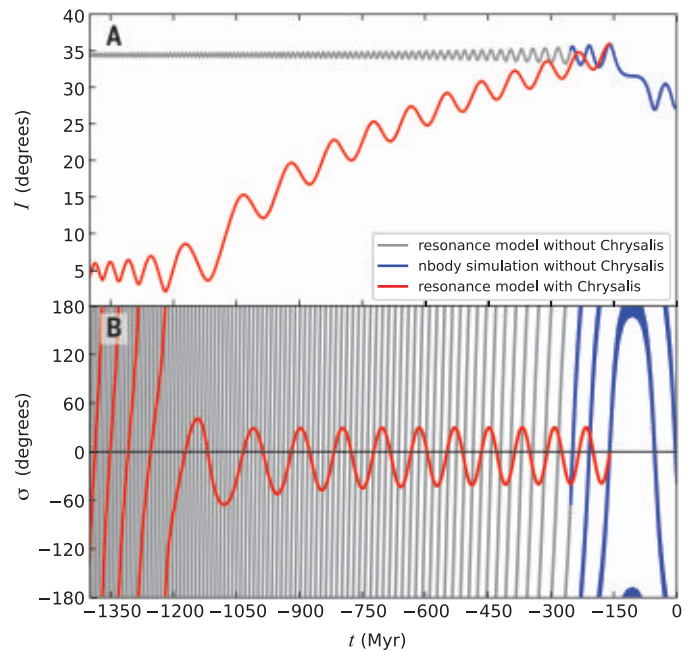 A
40
35
30
25
20
15
10
5
I (degrees)
resonance model without Chrysalis
nbody simulation without Chrysalis
resonance model with Chrysalis
B
180
120
60
0
−60
−120
−180
σ (degrees)
−1350 −1200 −1050 −900 −750 −600 −450 −300 −150 0
t (Myr)